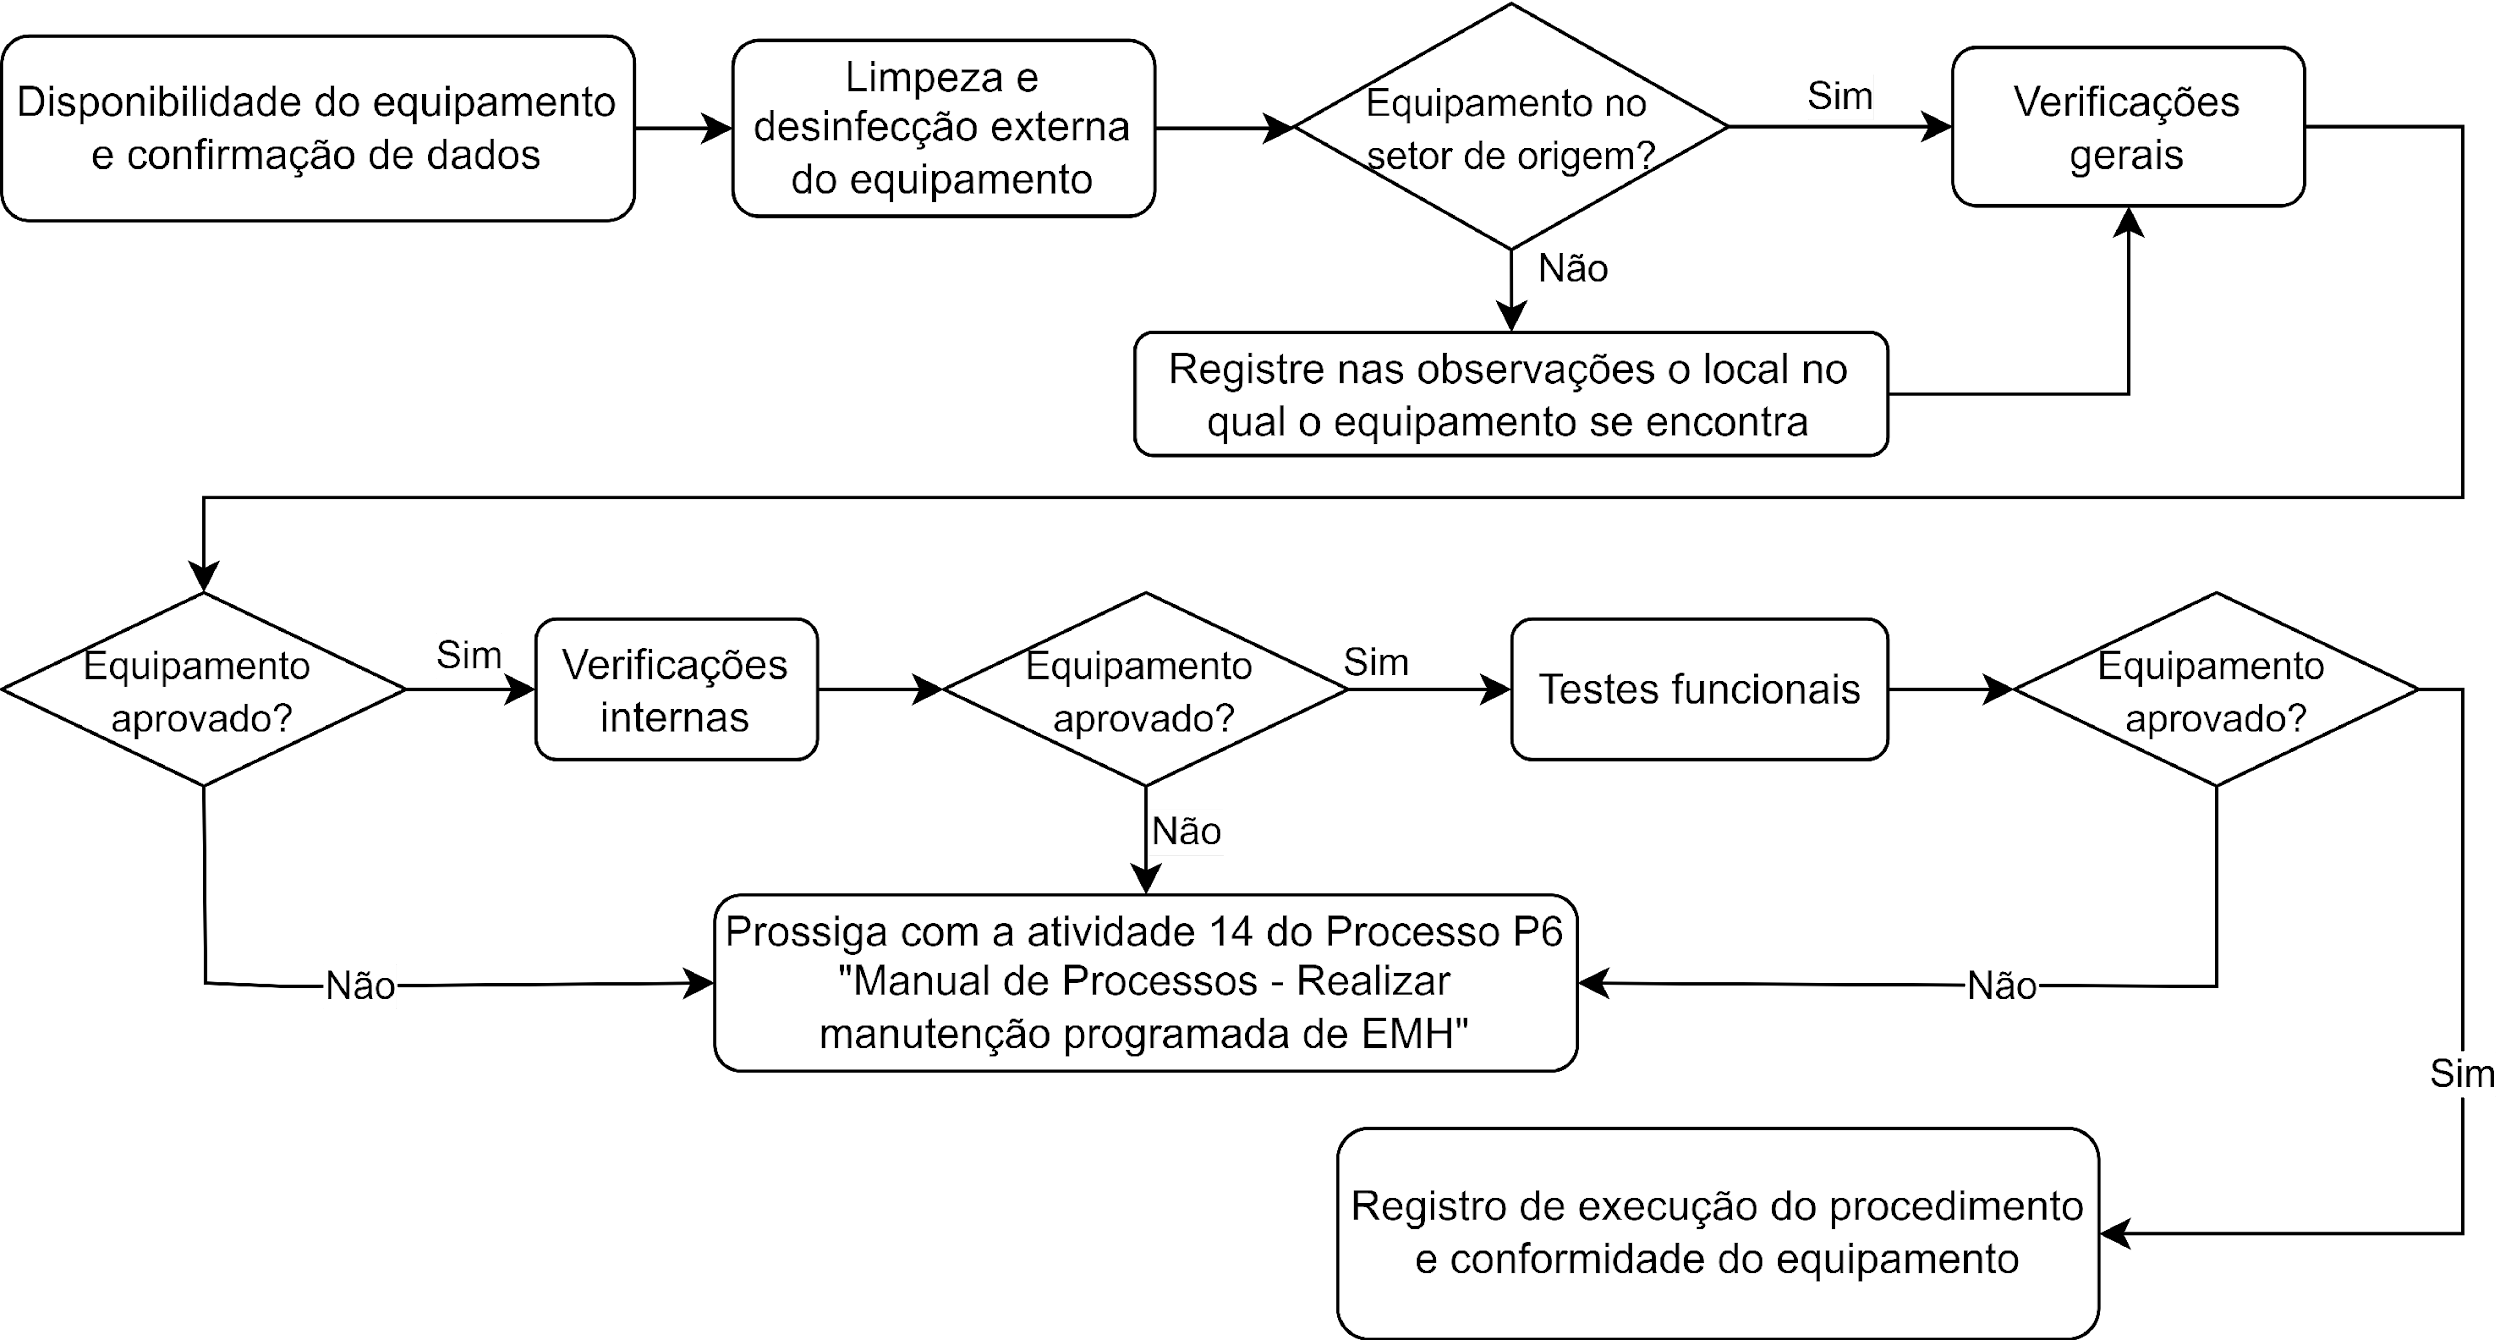 Disponibilidade do equipamento
e confirmação de dados
Limpeza e
desinfecção externa
do equipamento
Equipamento no
setor de origem?
Sim
Verificações
gerais
Não
Registre nas observações o local no
qual o equipamento se encontra
Equipamento
aprovado?
Sim
Verificações
internas
Equipamento
aprovado?
Sim
Testes funcionais
Equipamento
aprovado?
Não
Não
Prossiga com a atividade 14 do Processo P6
"Manual de Processos - Realizar
manutenção programada de EMH"
Não
Sim
Registro de execução do procedimento
e conformidade do equipamento